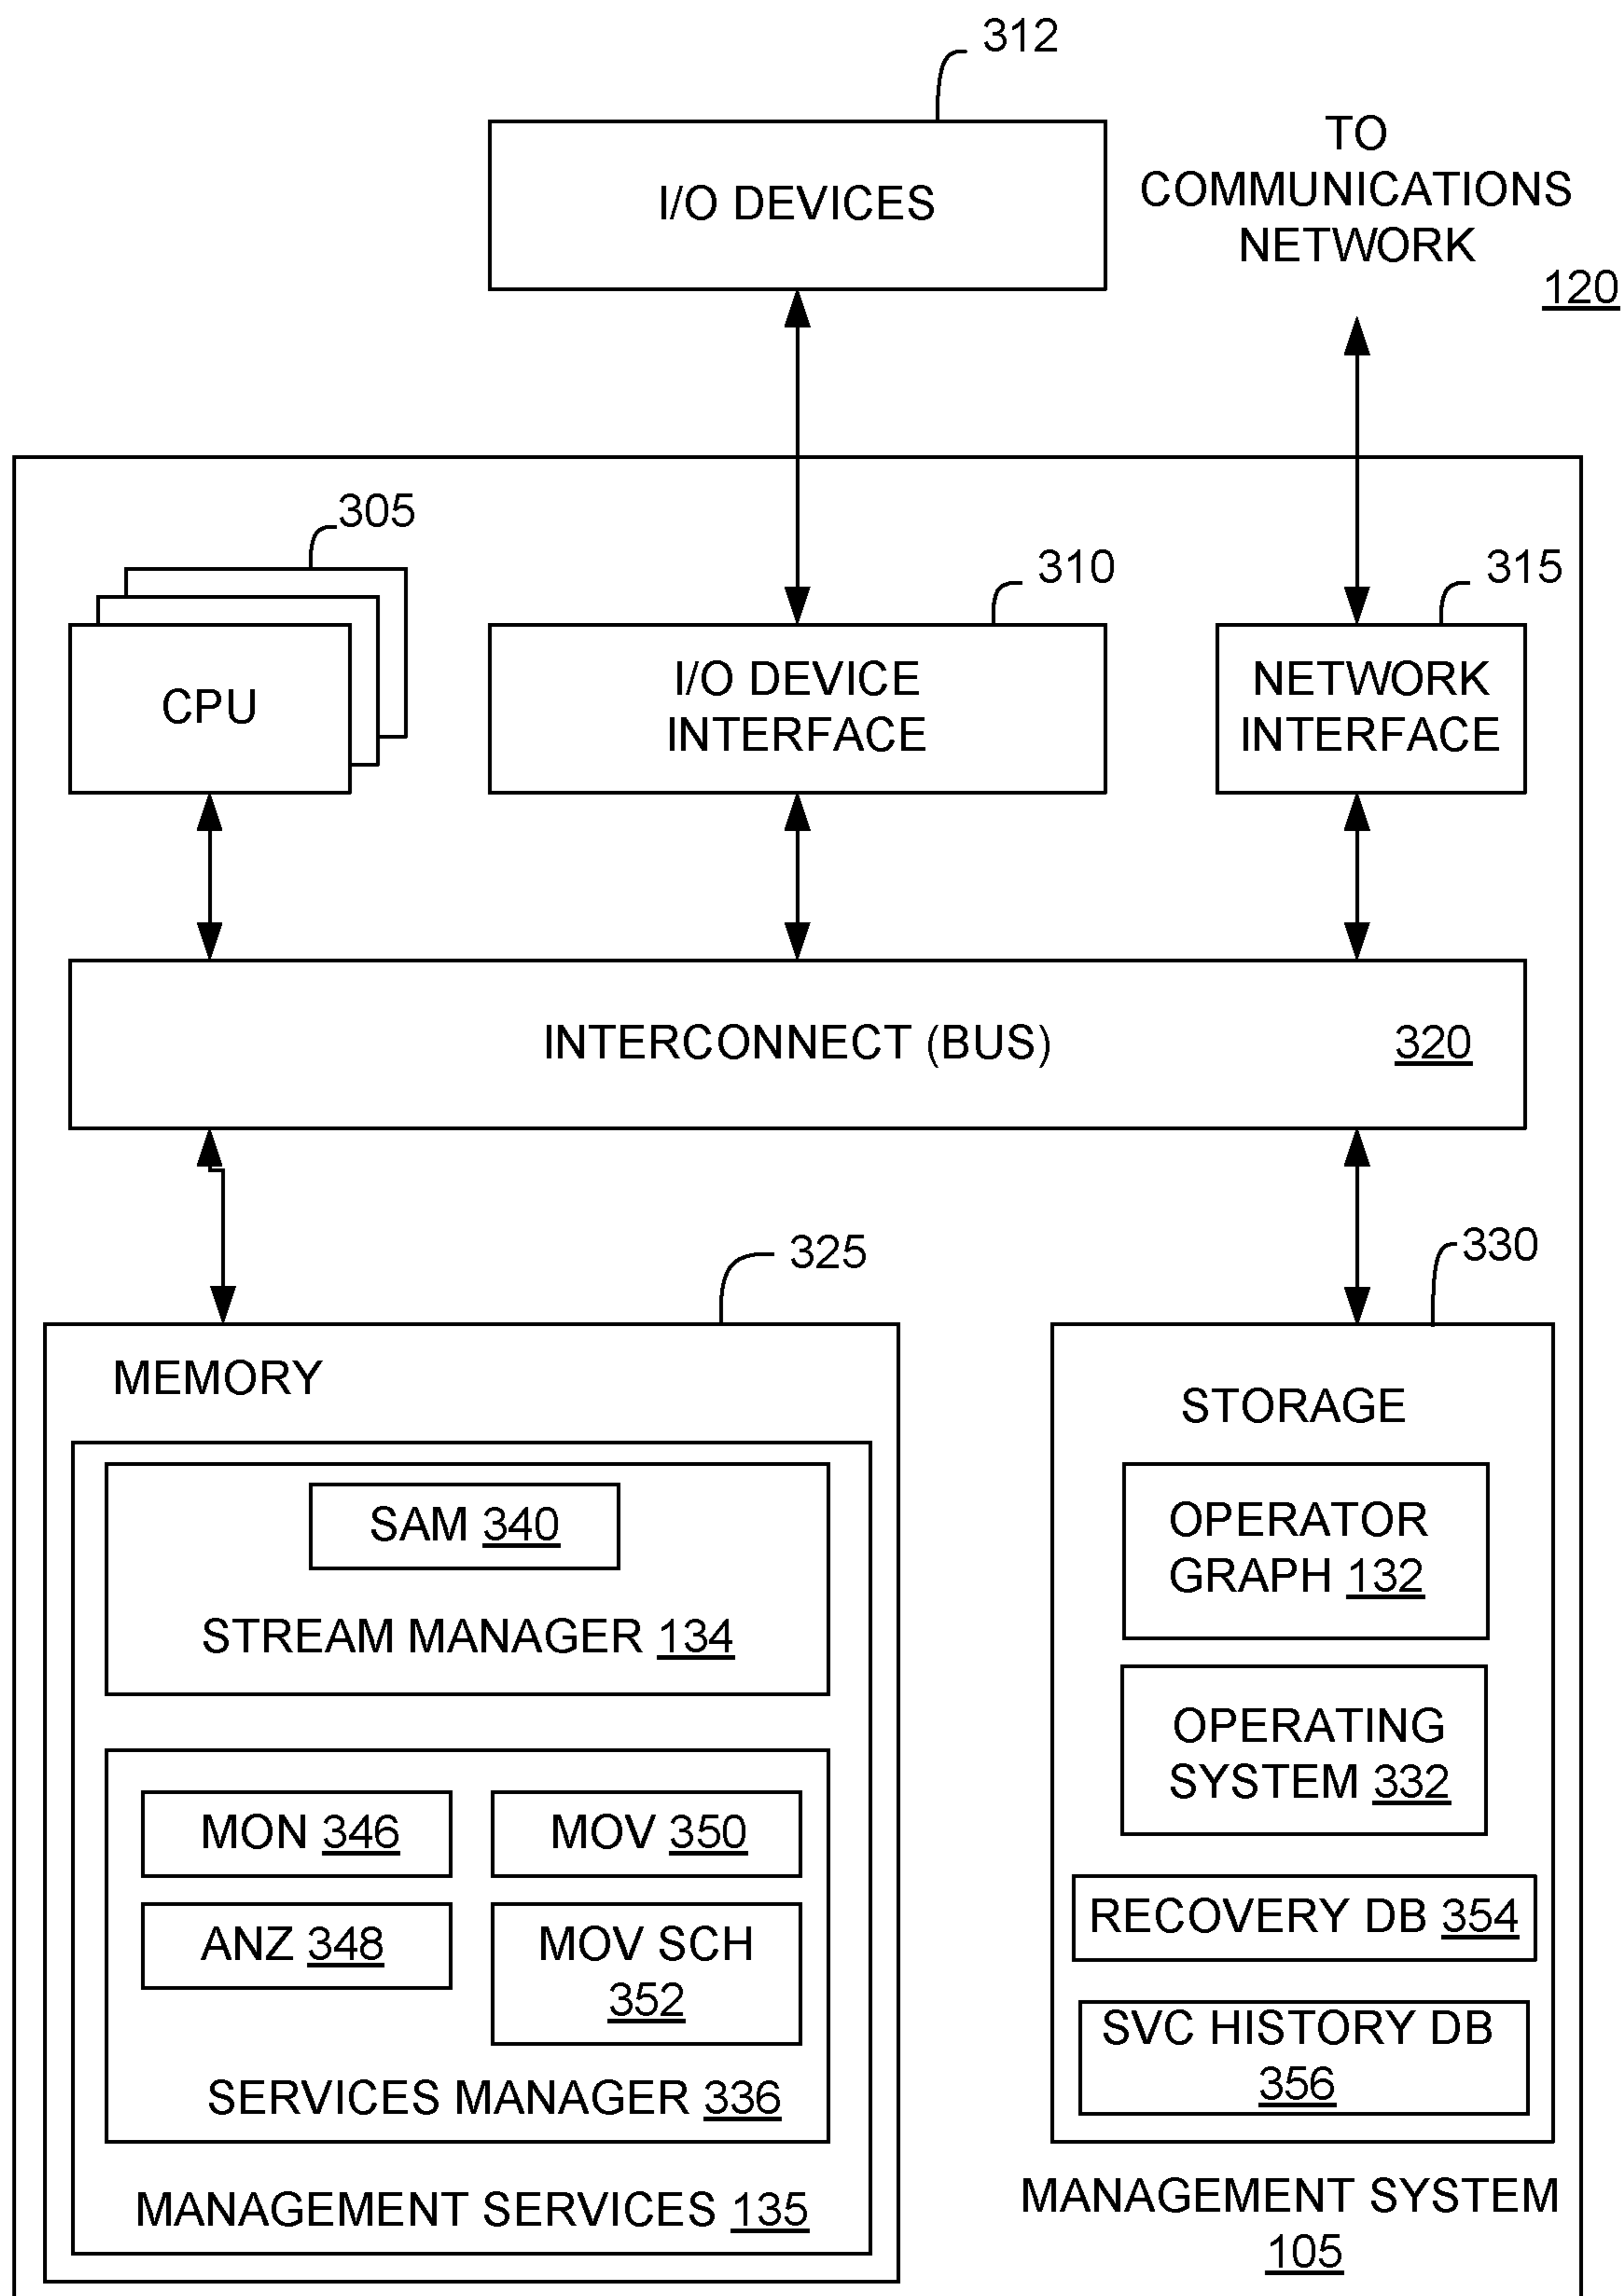 312
I/O DEVICES
TO
COMMUNICATIONS
NETWORK
120
305
310
315
CPU
I/O DEVICE
INTERFACE
NETWORK
INTERFACE
INTERCONNECT (BUS) 320
325
330
MEMORY
SAM 340
STREAM MANAGER 134
MON 346
MOV 350
ANZ 348
MOV SCH
352
SERVICES MANAGER 336
MANAGEMENT SERVICES 135
STORAGE
OPERATOR
GRAPH 132
OPERATING
SYSTEM 332
RECOVERY DB 354
SVC HISTORY DB
356
MANAGEMENT SYSTEM
105